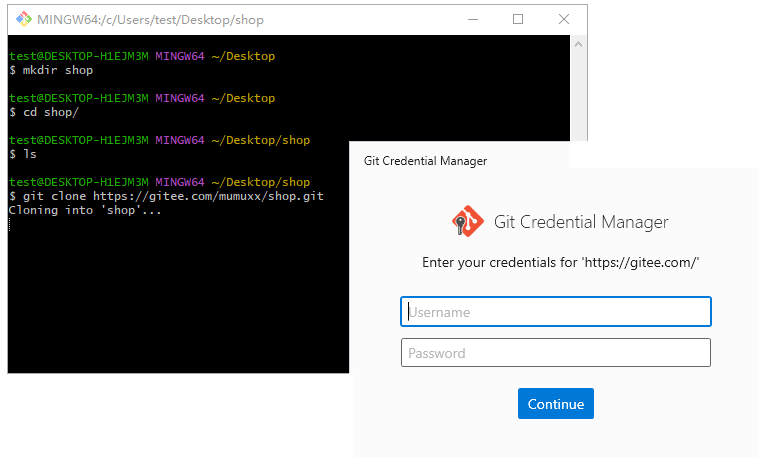 MINGW64:/c/Users/test/Desktop/shop
test@DESKTOP-H1EJM3M MINGW64 ~/Desktop
$ mkdir shop
test@DESKTOP-H1EJM3M MINGW64 ~/Desktop
$ cd shop/
test@DESKTOP-H1EJM3M MINGW64 ~/Desktop/shop
$ ls
test@DESKTOP-H1EJM3M MINGW64 ~/Desktop/shop
$ git clone https://gitee.com/mumuxx/shop.git
Cloning into 'shop'...
Git Credential Manager
Git Credential Manager
Enter your credentials for 'https://gitee.com/'
Username
Password
Continue